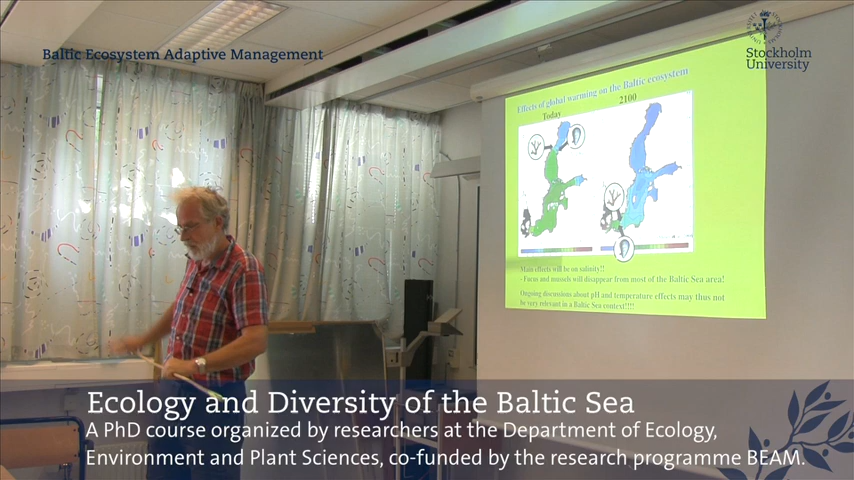 Baltic Ecosystem Adaptive Management
Stockholm
University
Effects of global warming on the Baltic ecosystem
Today
2100
Main effects will be on salinity!!
- Fucus and mussels will disappear from most of the Baltic Sea area!
Ongoing discussions about pH and temperature effects may thus not
be very relevant in a Baltic Sea context!!!!
Ecology and Diversity of the Baltic Sea
A PhD course organized by researchers at the Department of Ecology,
Environment and Plant Sciences, co-funded by the research programme BEAM.